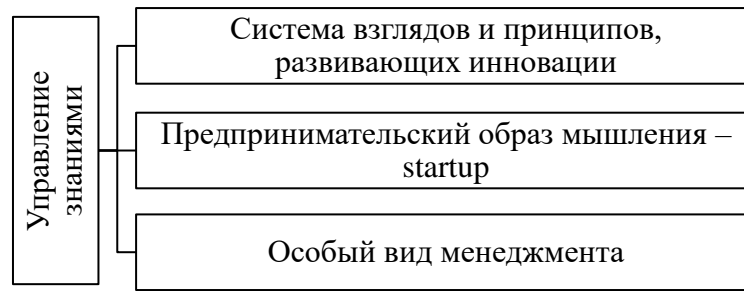 Управление
знаниями
Система взглядов и принципов,
развивающих инновации
Предпринимательский образ мышления –
startup
Особый вид менеджмента